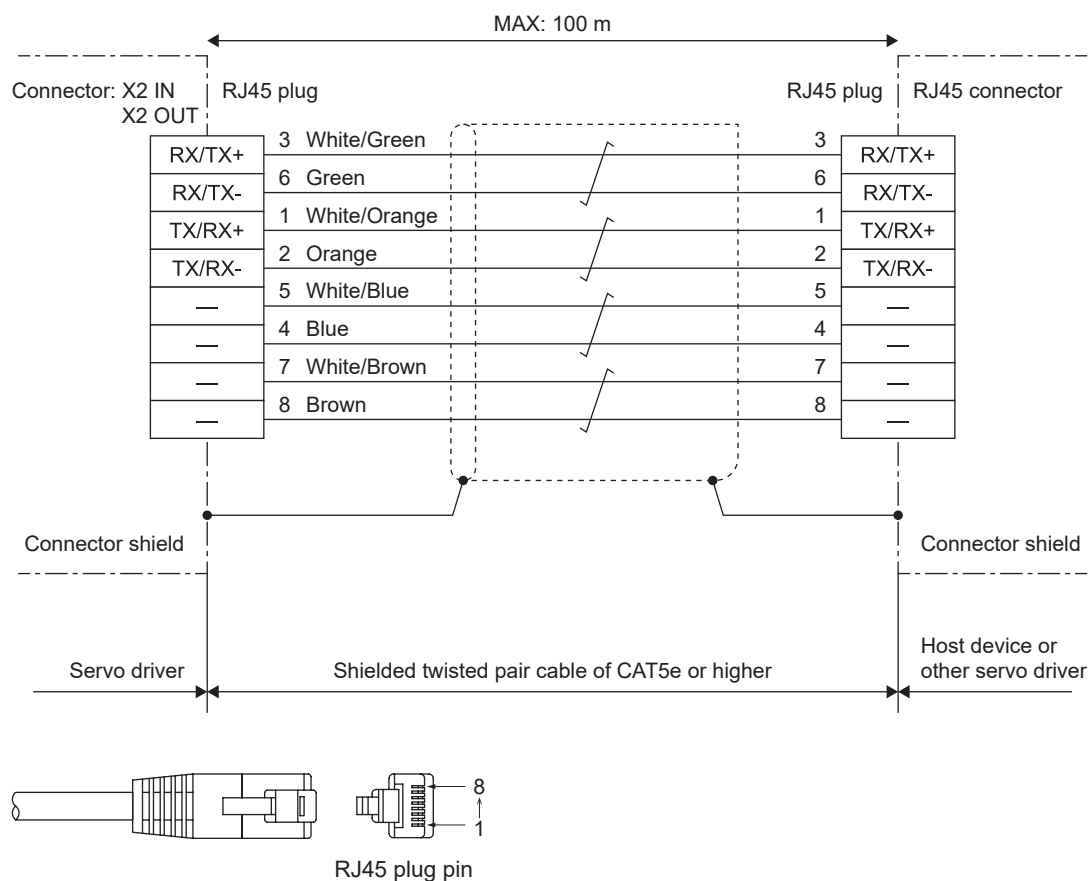 MAX: 100 m
Connector: X2 IN
X2 OUT
RJ45 plug
RJ45 plug
RJ45 connector
RX/TX+ 3 White/Green 3 RX/TX+
RX/TX- 6 Green 6 RX/TX-
TX/RX+ 1 White/Orange 1 TX/RX+
TX/RX- 2 Orange 2 TX/RX-
— 5 White/Blue 5 —
— 4 Blue 4 —
— 7 White/Brown 7 —
— 8 Brown 8 —
Connector shield
Connector shield
Servo driver
Shielded twisted pair cable of CAT5e or higher
Host device or
other servo driver
8
1
RJ45 plug pin